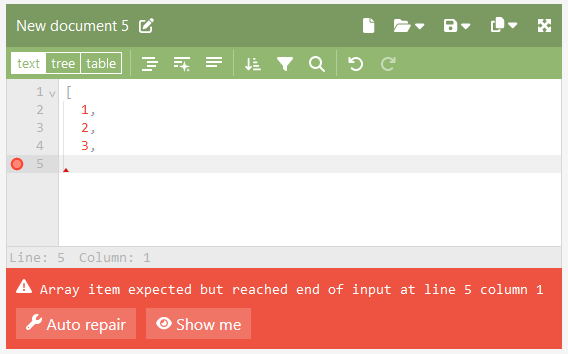 New document 5
text tree table
1 [
2 1,
3 2,
4 3,
5
Line: 5 Column: 1
Array item expected but reached end of input at line 5 column 1
Auto repair Show me